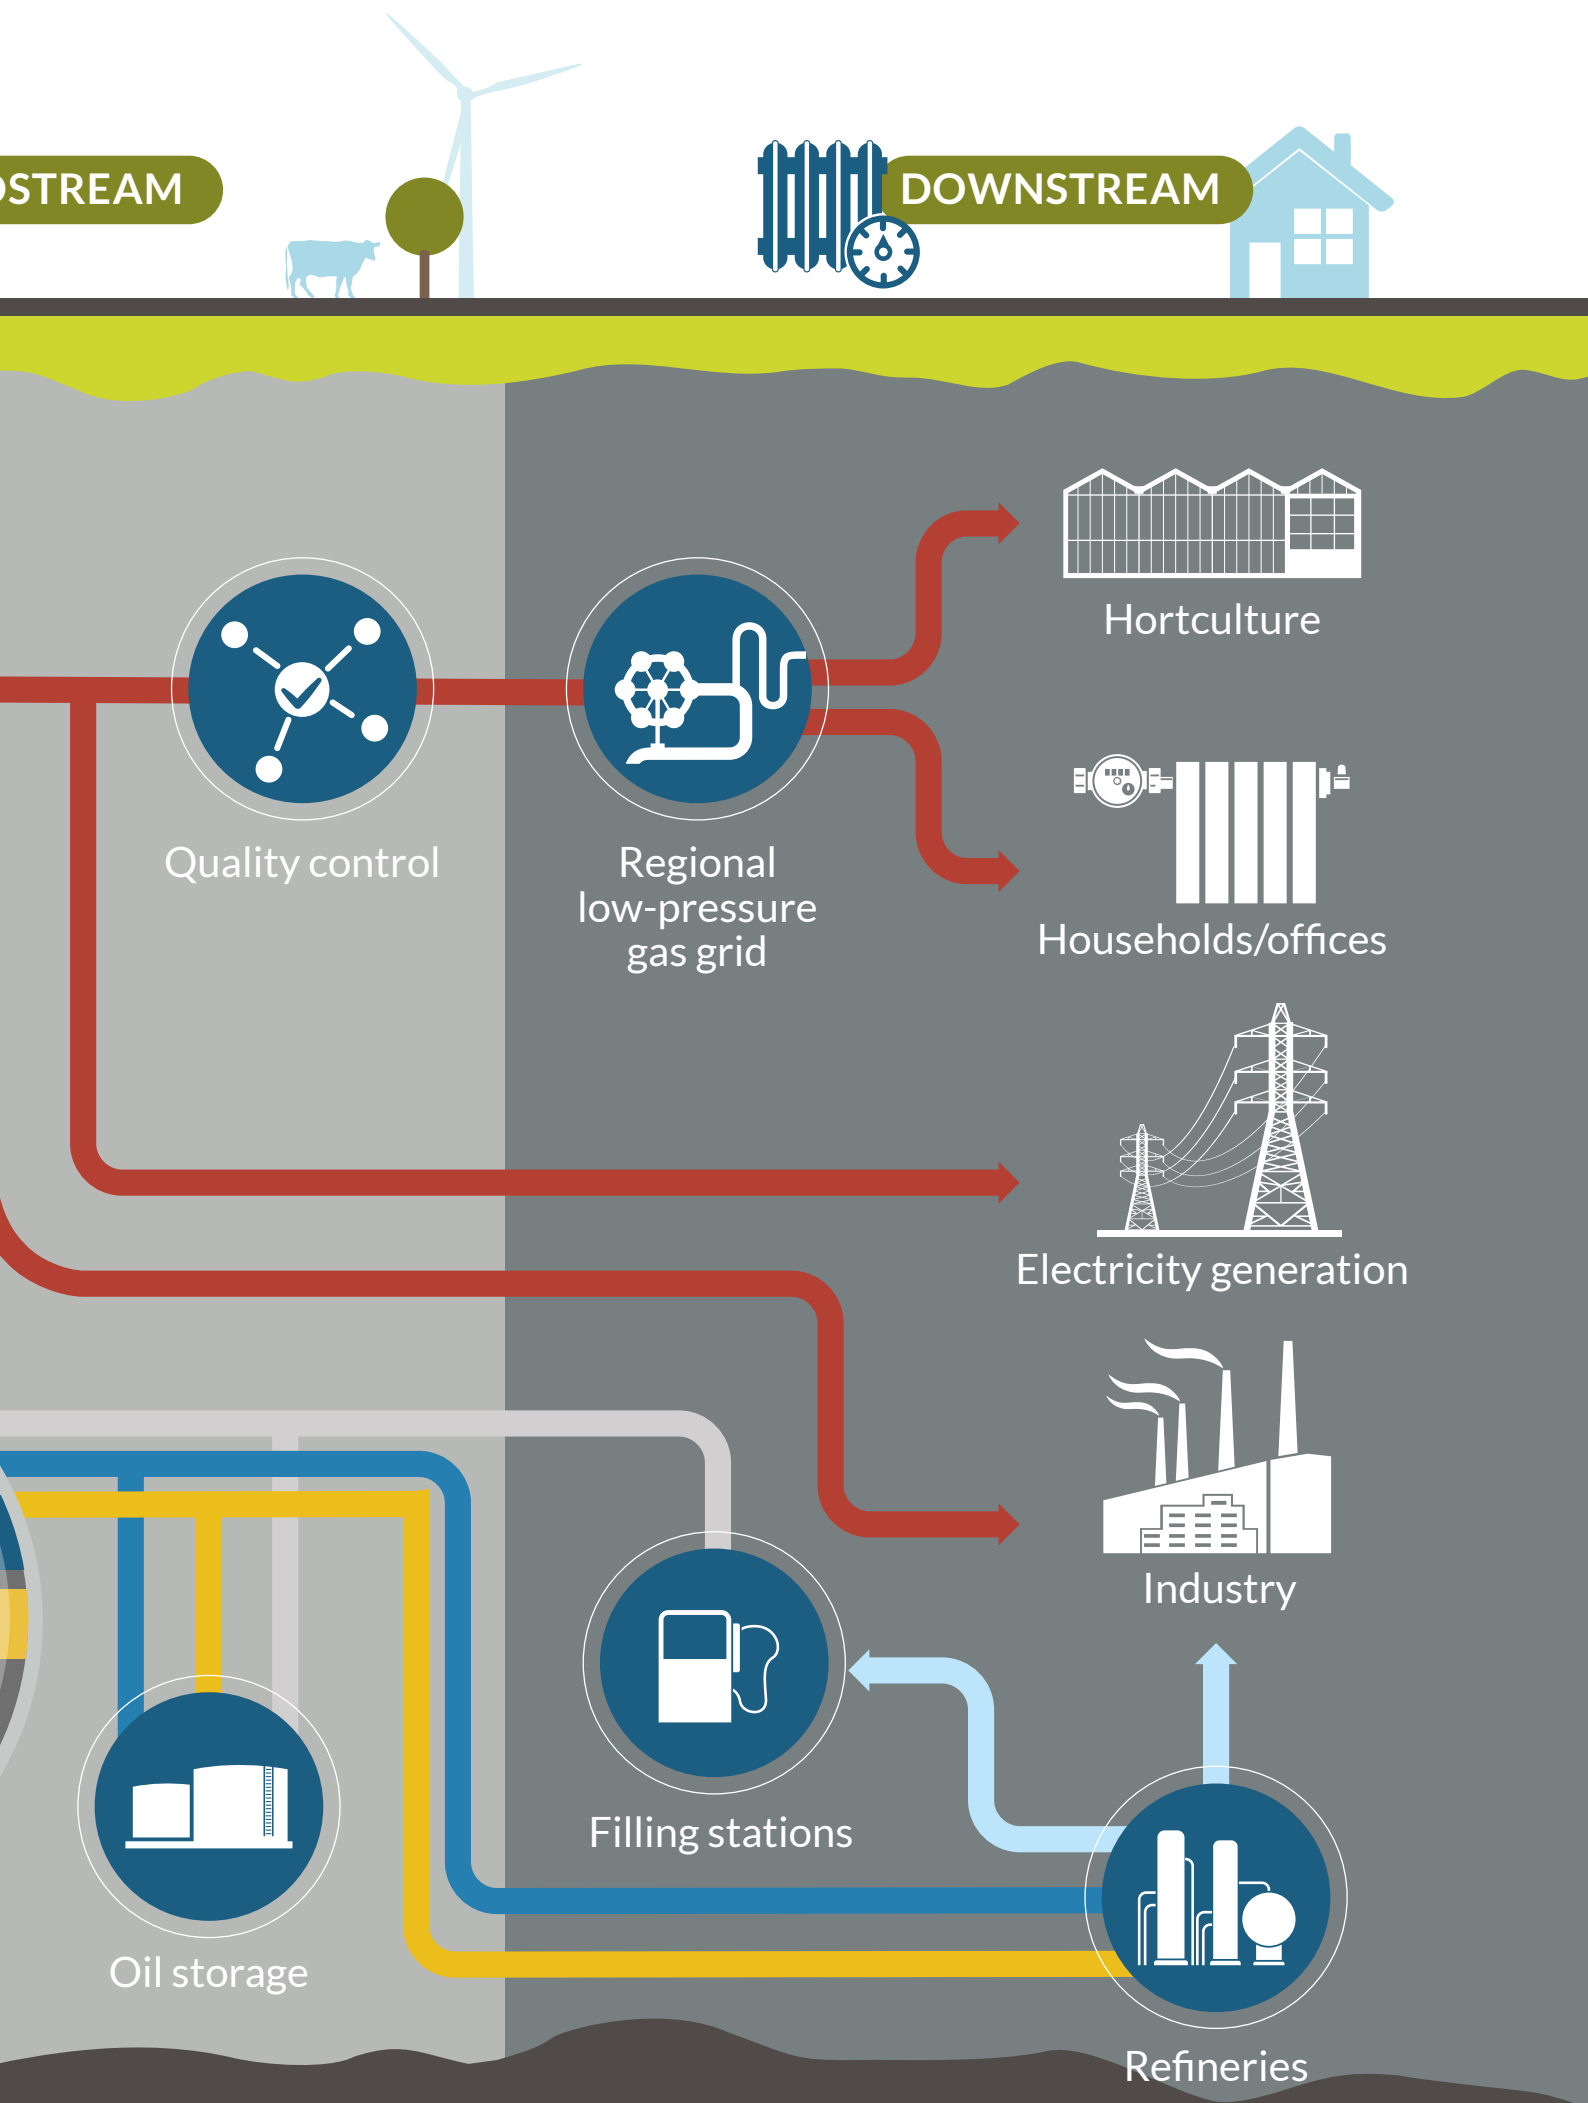 DSTREAM
DOWNSTREAM
Hortculture
Quality control
Regional
low-pressure
gas grid
Households/offices
Electricity generation
Industry
Filling stations
Oil storage
Refineries